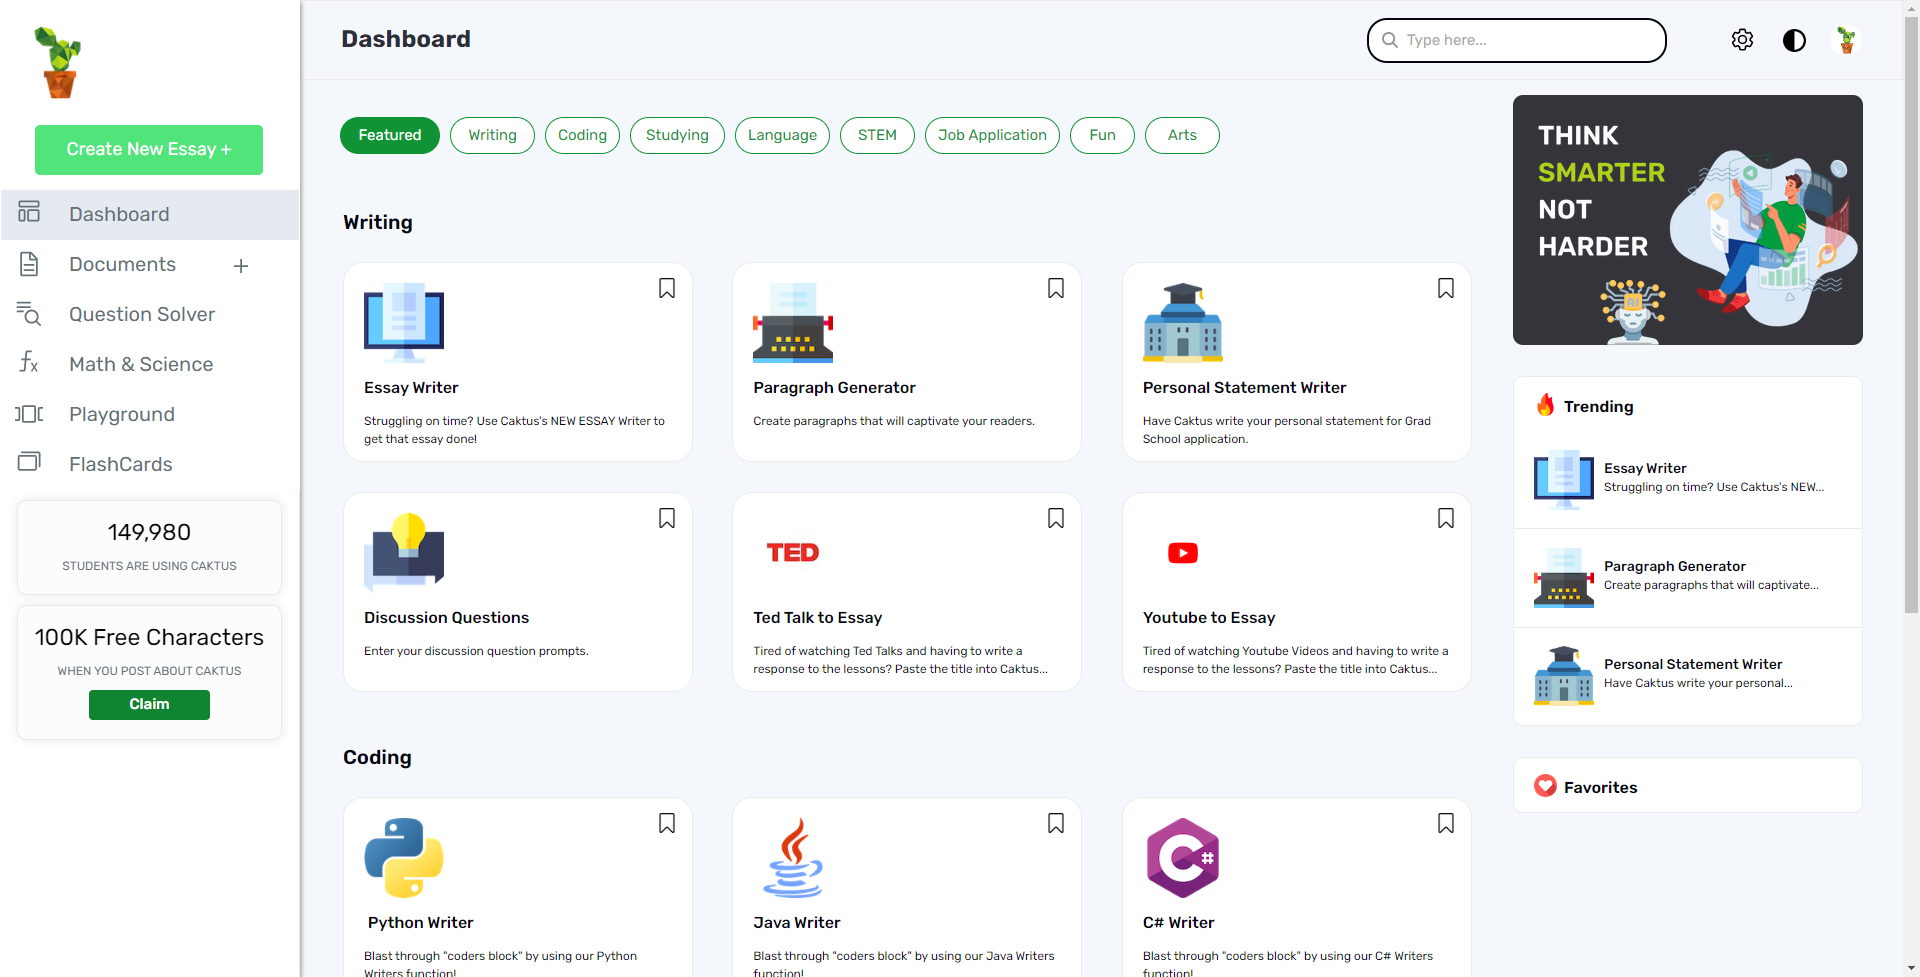 Create New Essay +
Dashboard
Documents +
Question Solver
Math & Science
Playground
FlashCards
149,980
STUDENTS ARE USING CAKTUS
100K Free Characters
WHEN YOU POST ABOUT CAKTUS
Claim
Dashboard
Type here...
Featured
Writing
Coding
Studying
Language
STEM
Job Application
Fun
Arts
Writing
Essay Writer
Struggling on time? Use Caktus's NEW ESSAY Writer to
get that essay done!
Paragraph Generator
Create paragraphs that will captivate your readers.
Personal Statement Writer
Have Caktus write your personal statement for Grad
School application.
Discussion Questions
Enter your discussion question prompts.
TED
Ted Talk to Essay
Tired of watching Ted Talks and having to write a
response to the lessons? Paste the title into Caktus...
Youtube to Essay
Tired of watching Youtube Videos and having to write a
response to the lessons? Paste the title into Caktus...
Coding
Python Writer
Blast through "coders block" by using our Python
Writers function!
Java Writer
Blast through "coders block" by using our Java Writers
function!
C#
C# Writer
Blast through "coders block" by using our C# Writers
function!
THINK
SMARTER
NOT
HARDER
AI
Trending
Essay Writer
Struggling on time? Use Caktus's NEW...
Paragraph Generator
Create paragraphs that will captivate...
Personal Statement Writer
Have Caktus write your personal...
Favorites